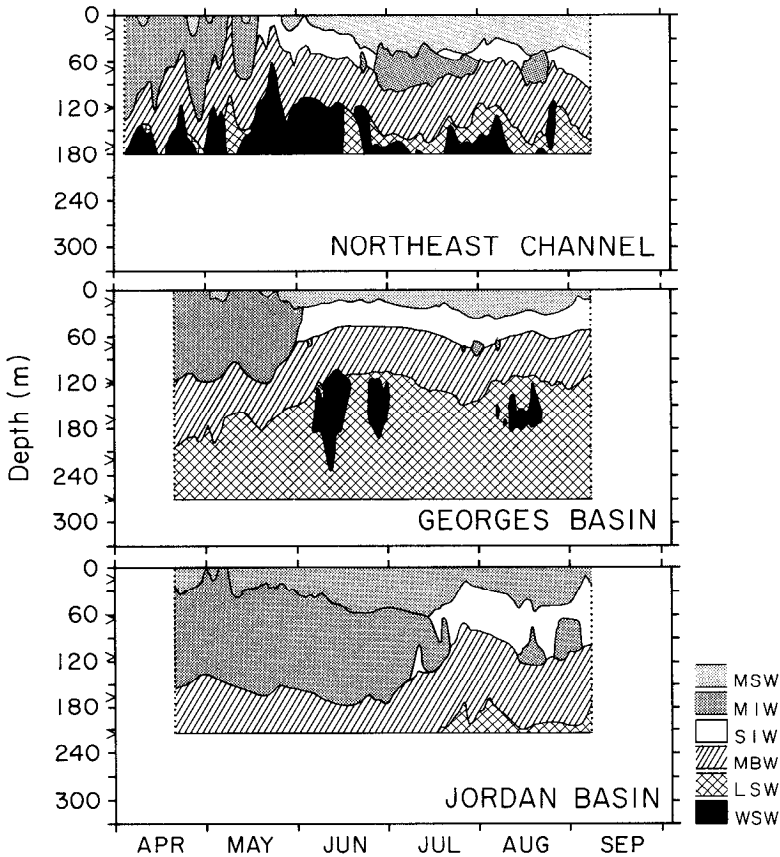 0
60
120
180
240
300
NORTHEAST CHANNEL
0
60
120
180
240
300
GEORGES BASIN
Depth (m)
0
60
120
180
240
300
JORDAN BASIN
APR MAY JUN JUL AUG SEP
MSW
MIW
SIW
MBW
LSW
WSW